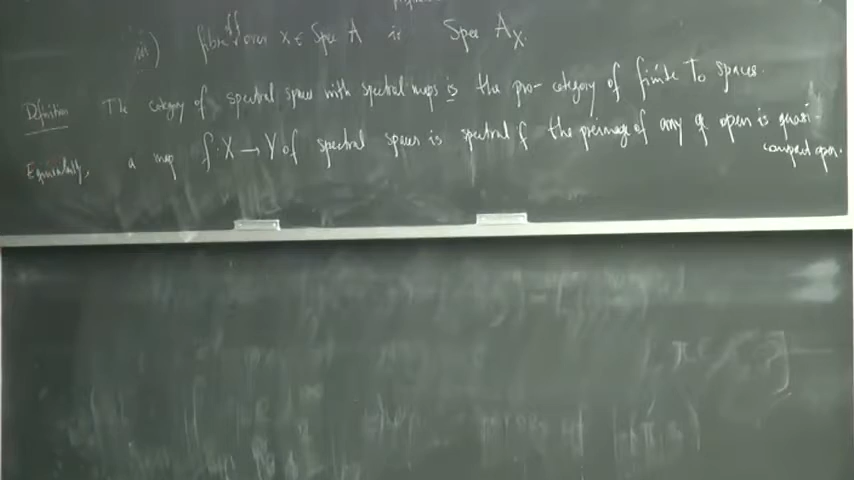 iii) fibre of f over x ∈ Spec A is Spec A_x.
Definition The category of spectral spaces with spectral maps is the pro-category of finite T₀ spaces.
Equivalently, a map f: X → Y of spectral spaces is spectral if the preimage of any qc open is quasi-
compact open.